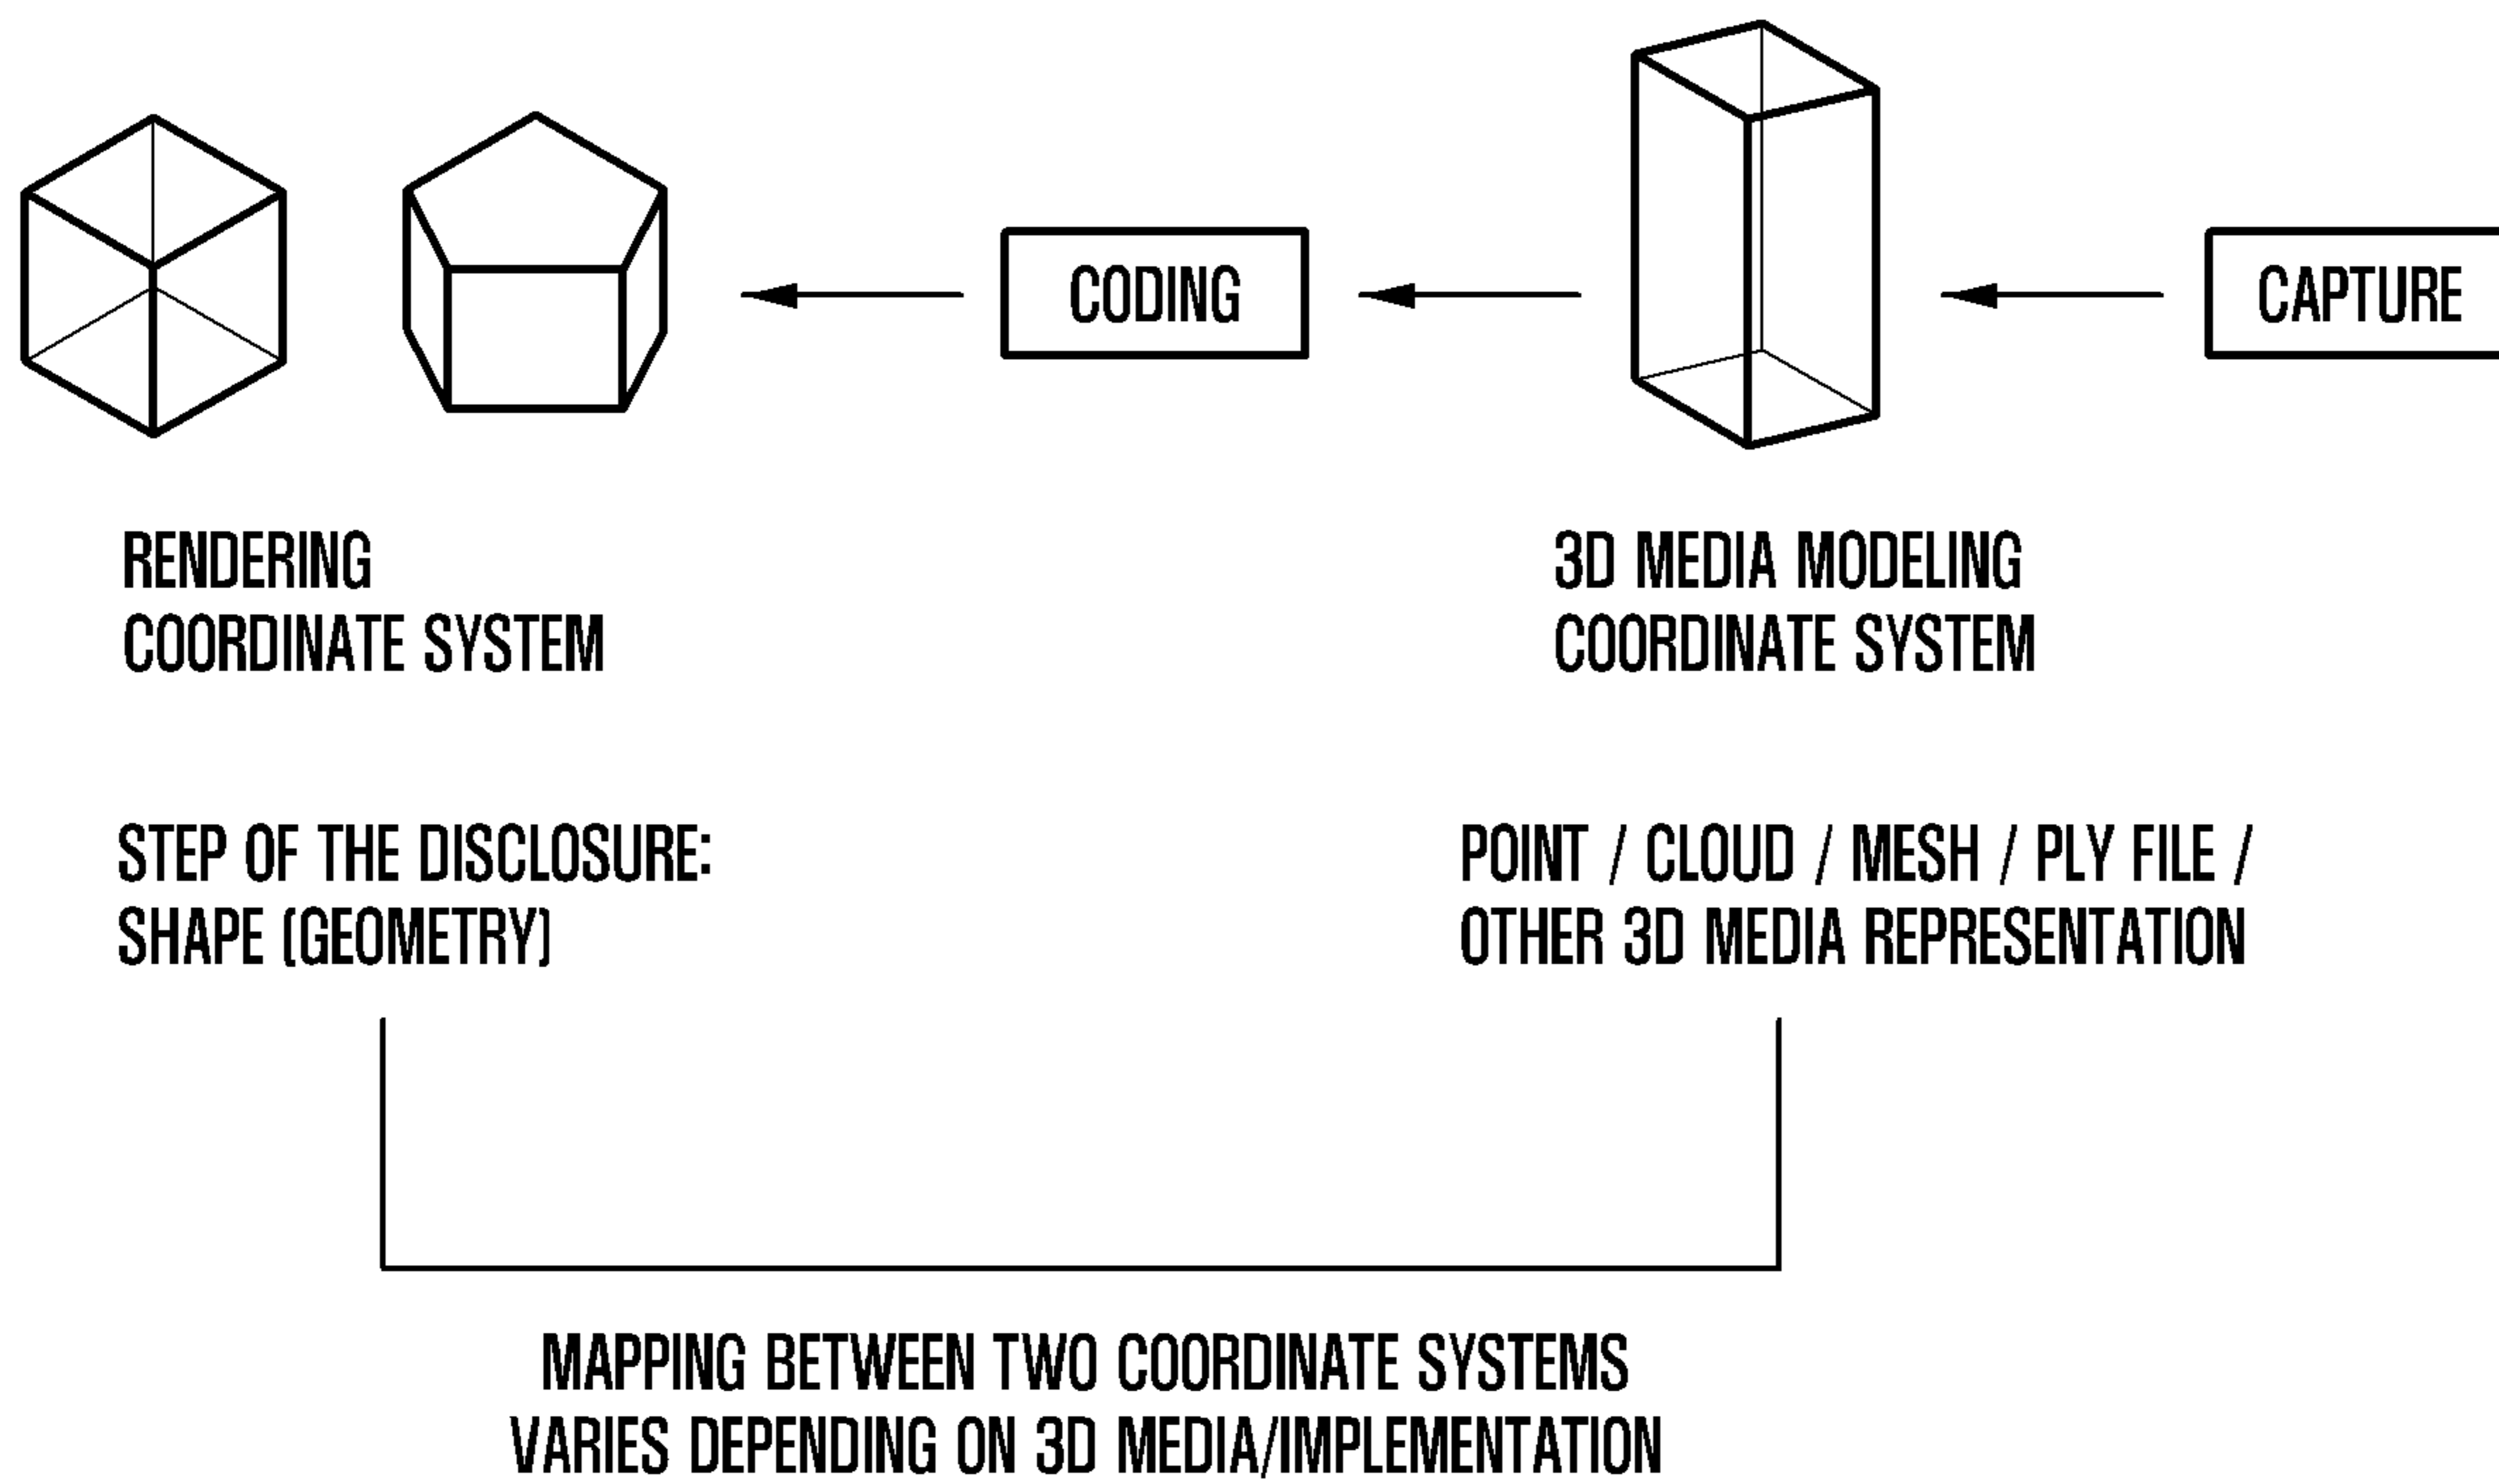 CODING
CAPTURE
RENDERING
COORDINATE SYSTEM
3D MEDIA MODELING
COORDINATE SYSTEM
STEP OF THE DISCLOSURE:
SHAPE (GEOMETRY)
POINT / CLOUD / MESH / PLY FILE /
OTHER 3D MEDIA REPRESENTATION
MAPPING BETWEEN TWO COORDINATE SYSTEMS
VARIES DEPENDING ON 3D MEDIA/IMPLEMENTATION